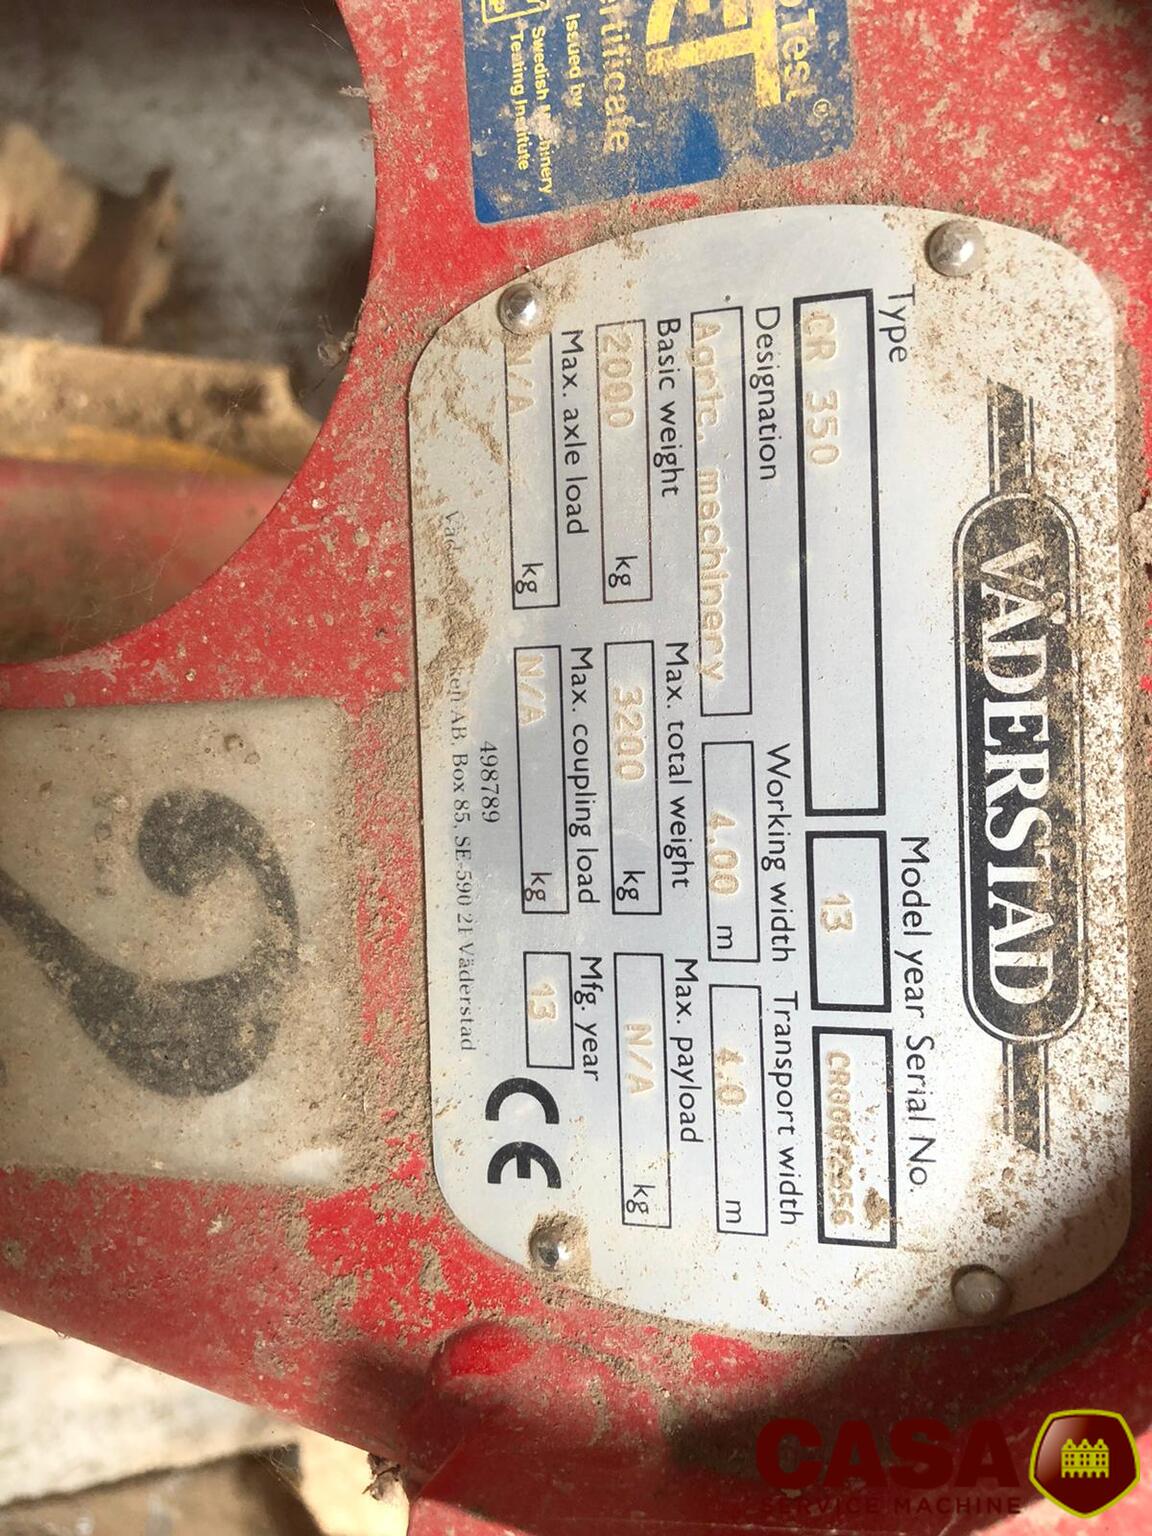 Test®
ertificate
Issued by
Swedish Machinery
Testing Institute
VÄDERSTAD
Type
Model year
Serial No.
CR 350
13
Designation
Working width
Transport width
Agric. machinery
4.00 m
4.0 m
Basic weight
Max. total weight
Max. payload
2000 kg
3200 kg
N/A kg
Max. axle load
Max. coupling load
Mfg. year
N/A kg
N/A kg
13
CE
498789
AB, Box 85, SE-590 21 Väderstad
CASA
SERVICE MACHINE